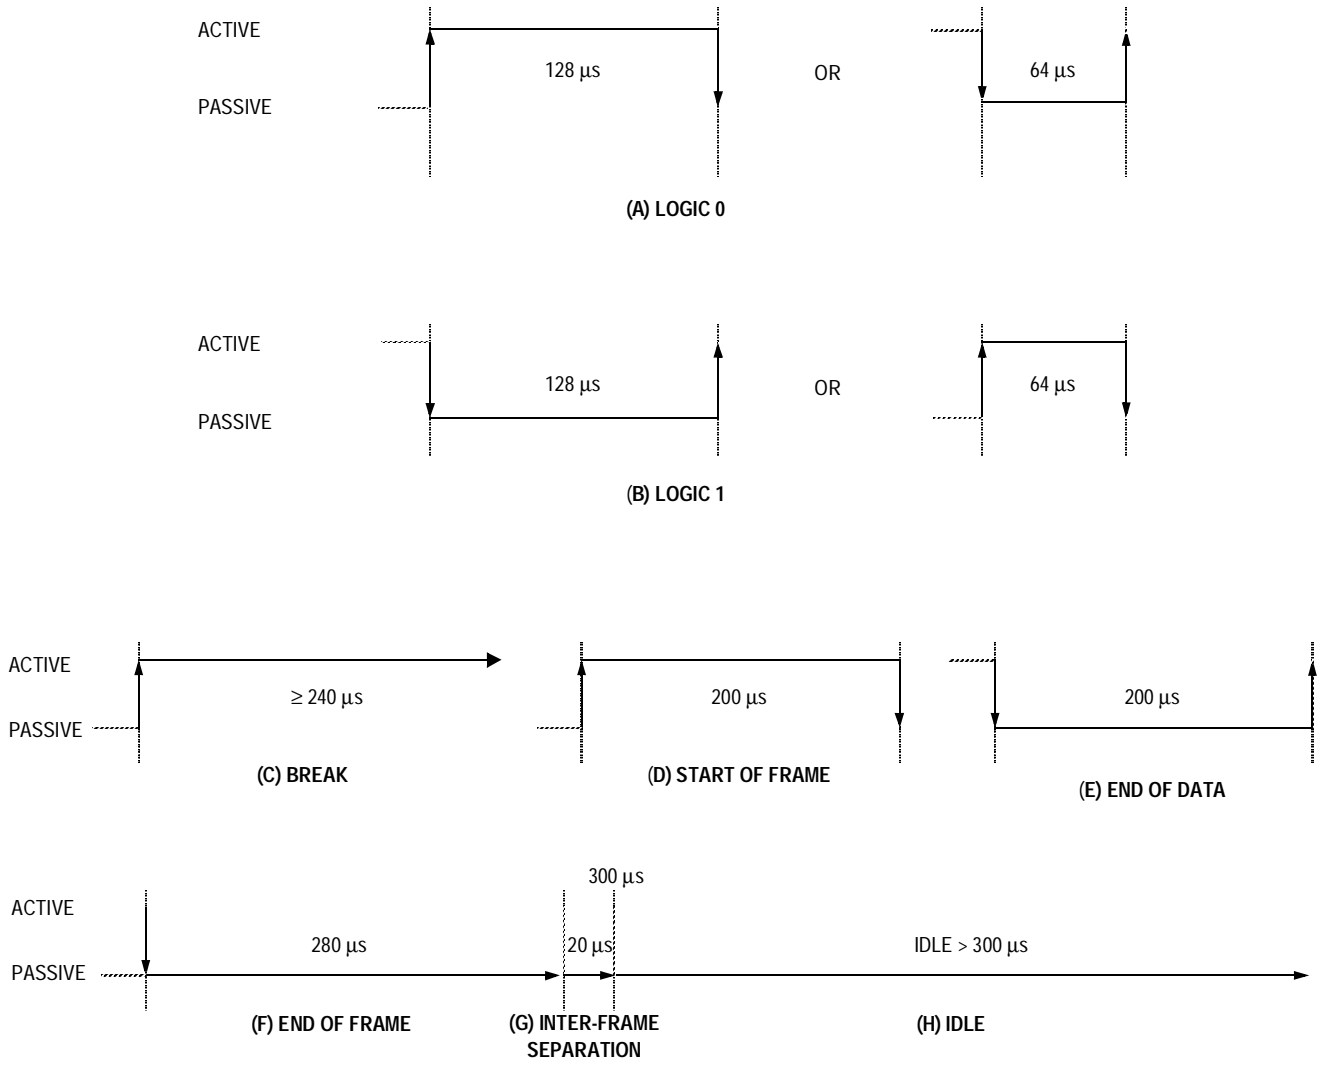 ACTIVE
128 µs
OR
64 µs
PASSIVE
(A) LOGIC 0
ACTIVE
128 µs
OR
64 µs
PASSIVE
(B) LOGIC 1
ACTIVE
≥ 240 µs
200 µs
200 µs
PASSIVE
(C) BREAK
(D) START OF FRAME
(E) END OF DATA
300 µs
ACTIVE
280 µs
20 µs
IDLE > 300 µs
PASSIVE
(F) END OF FRAME
(G) INTER-FRAME
SEPARATION
(H) IDLE